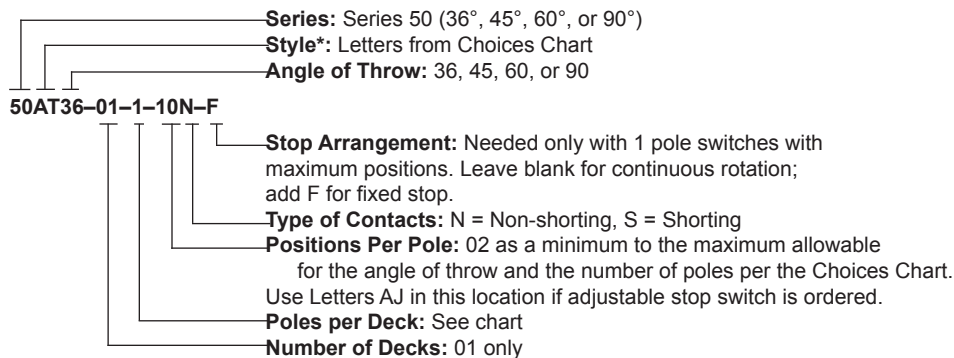 Series: Series 50 (36°, 45°, 60°, or 90°)
Style*: Letters from Choices Chart
Angle of Throw: 36, 45, 60, or 90
50AT36–01–1–10N–F
Stop Arrangement: Needed only with 1 pole switches with
maximum positions. Leave blank for continuous rotation;
add F for fixed stop.
Type of Contacts: N = Non-shorting, S = Shorting
Positions Per Pole: 02 as a minimum to the maximum allowable
for the angle of throw and the number of poles per the Choices Chart.
Use Letters AJ in this location if adjustable stop switch is ordered.
Poles per Deck: See chart
Number of Decks: 01 only